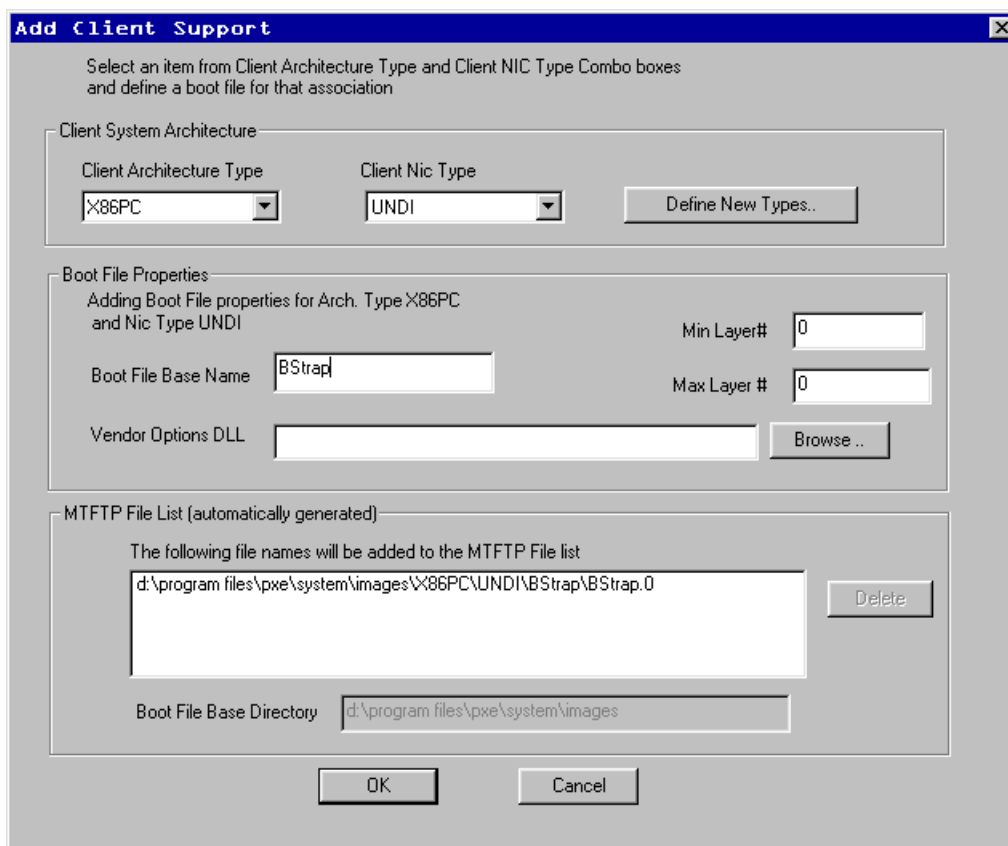 Add Client Support
Select an item from Client Architecture Type and Client NIC Type Combo boxes
and define a boot file for that association
Client System Architecture
Client Architecture Type
Client Nic Type
X86PC
UNDI
Define New Types..
Boot File Properties
Adding Boot File properties for Arch. Type X86PC
and Nic Type UNDI
Min Layer#
0
Boot File Base Name
BStrap
Max Layer #
0
Vendor Options DLL
Browse ..
MTFTP File List (automatically generated)
The following file names will be added to the MTFTP File list
d:\program files\pxe\system\images\X86PC\UNDI\BStrap\BStrap.0
Delete
Boot File Base Directory
d:\program files\pxe\system\images
OK
Cancel